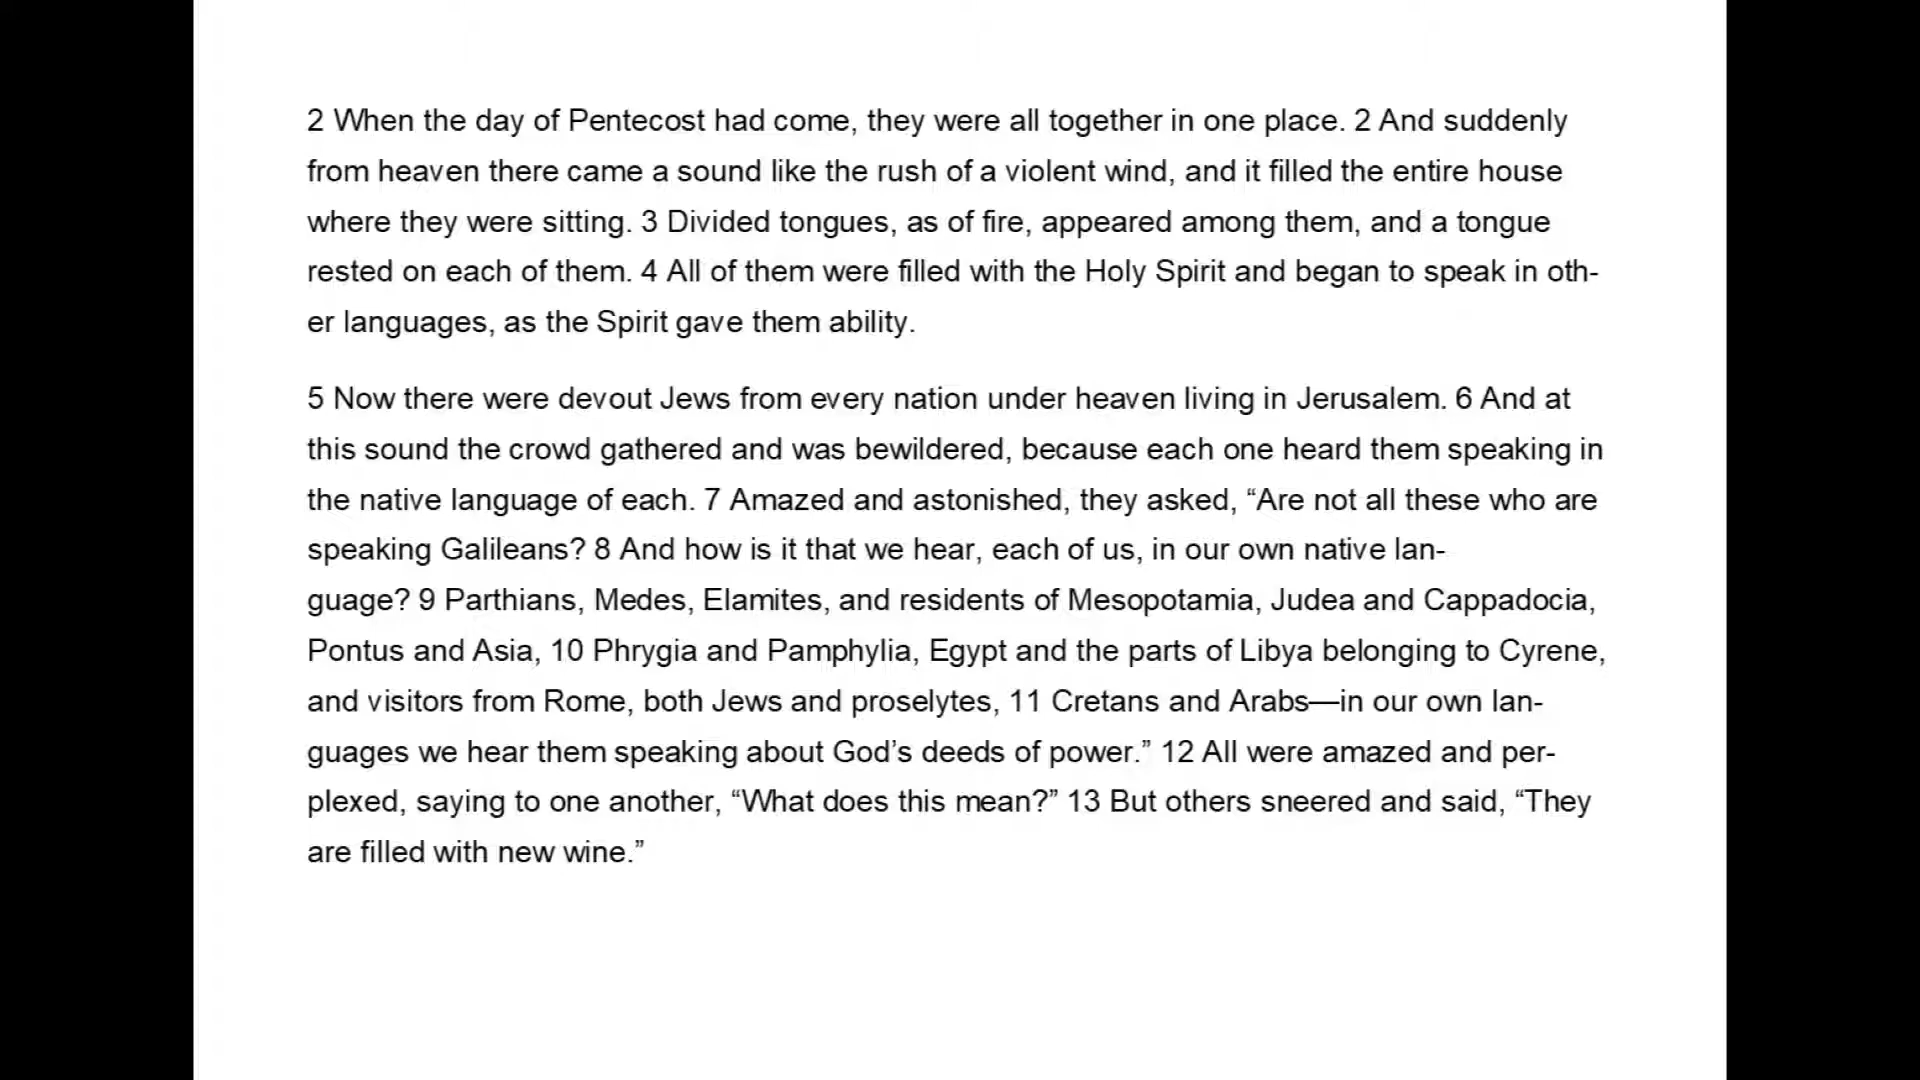 2 When the day of Pentecost had come, they were all together in one place. 2 And suddenly
from heaven there came a sound like the rush of a violent wind, and it filled the entire house
where they were sitting. 3 Divided tongues, as of fire, appeared among them, and a tongue
rested on each of them. 4 All of them were filled with the Holy Spirit and began to speak in oth-
er languages, as the Spirit gave them ability.
5 Now there were devout Jews from every nation under heaven living in Jerusalem. 6 And at
this sound the crowd gathered and was bewildered, because each one heard them speaking in
the native language of each. 7 Amazed and astonished, they asked, “Are not all these who are
speaking Galileans? 8 And how is it that we hear, each of us, in our own native lan-
guage? 9 Parthians, Medes, Elamites, and residents of Mesopotamia, Judea and Cappadocia,
Pontus and Asia, 10 Phrygia and Pamphylia, Egypt and the parts of Libya belonging to Cyrene,
and visitors from Rome, both Jews and proselytes, 11 Cretans and Arabs—in our own lan-
guages we hear them speaking about God’s deeds of power.” 12 All were amazed and per-
plexed, saying to one another, “What does this mean?” 13 But others sneered and said, “They
are filled with new wine.”